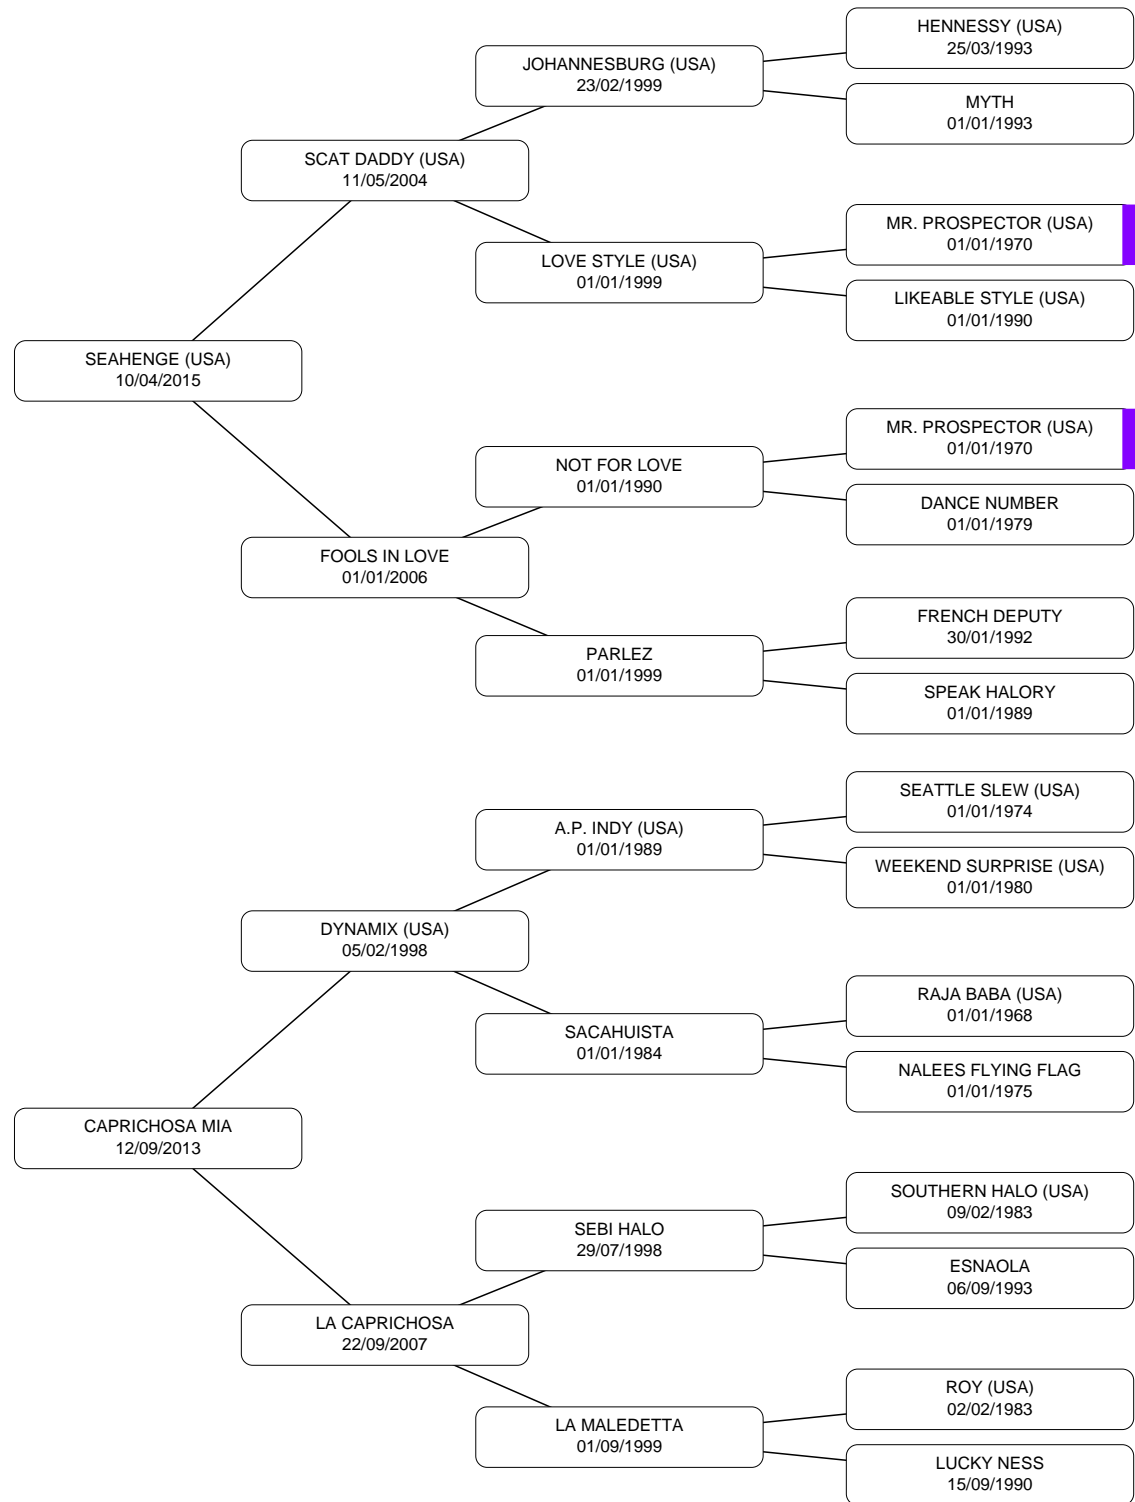 HENNESSY (USA)
25/03/1993
JOHANNESBURG (USA)
23/02/1999
MYTH
01/01/1993
SCAT DADDY (USA)
11/05/2004
MR. PROSPECTOR (USA)
01/01/1970
LOVE STYLE (USA)
01/01/1999
LIKEABLE STYLE (USA)
01/01/1990
SEAHENGE (USA)
10/04/2015
MR. PROSPECTOR (USA)
01/01/1970
NOT FOR LOVE
01/01/1990
DANCE NUMBER
01/01/1979
FOOLS IN LOVE
01/01/2006
FRENCH DEPUTY
30/01/1992
PARLEZ
01/01/1999
SPEAK HALORY
01/01/1989
SEATTLE SLEW (USA)
01/01/1974
A.P. INDY (USA)
01/01/1989
WEEKEND SURPRISE (USA)
01/01/1980
DYNAMIX (USA)
05/02/1998
RAJA BABA (USA)
01/01/1968
SACAHUISTA
01/01/1984
NALEES FLYING FLAG
01/01/1975
CAPRICHOSA MIA
12/09/2013
SOUTHERN HALO (USA)
09/02/1983
SEBI HALO
29/07/1998
ESNAOLA
06/09/1993
LA CAPRICHOSA
22/09/2007
ROY (USA)
02/02/1983
LA MALEDETTA
01/09/1999
LUCKY NESS
15/09/1990